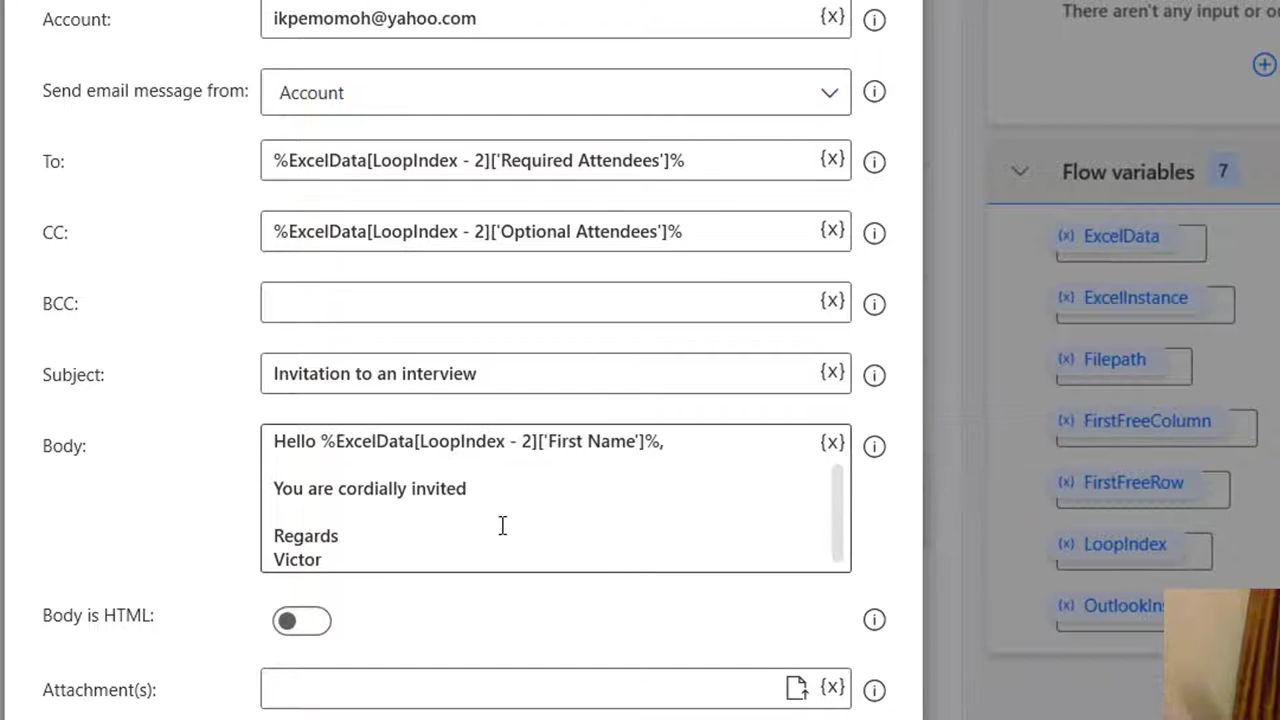 Account:
ikpemomoh@yahoo.com
{x}
There aren't any input or o
Send email message from:
Account
To:
%ExcelData[LoopIndex - 2]['Required Attendees']%
{x}
Flow variables 7
CC:
%ExcelData[LoopIndex - 2]['Optional Attendees']%
{x}
(x) ExcelData
BCC:
{x}
(x) ExcelInstance
Subject:
Invitation to an interview
{x}
(x) Filepath
Body:
Hello %ExcelData[LoopIndex - 2]['First Name']%,
{x}
You are cordially invited
Regards
Victor
(x) FirstFreeColumn
(x) FirstFreeRow
(x) LoopIndex
(x) OutlookIn
Body is HTML:
Attachment(s):
{x}